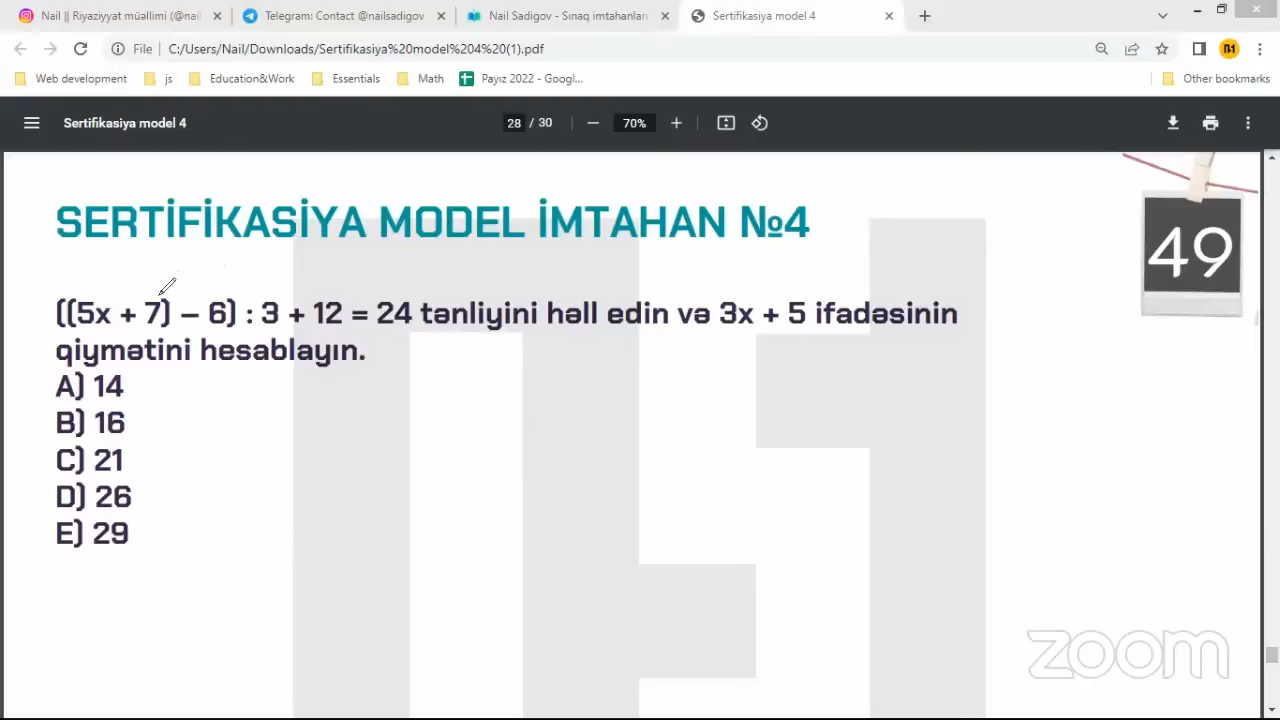 Nail || Riyaziyyat müəllimi (@nail
Telegram: Contact @nailsadigov
Nail Sadigov - Sınaq imtahanları
Sertifikasiya model 4
File | C:/Users/Nail/Downloads/Sertifikasiya%20model%204%20(1).pdf
Web development
js
Education&Work
Essentials
Math
Payız 2022 - Googl...
Other bookmarks
Sertifikasiya model 4
28 / 30
70%
SERTİFİKASİYA MODEL İMTAHAN №4
49
((5x + 7) – 6) : 3 + 12 = 24 tənliyini həll edin və 3x + 5 ifadəsinin
qiymətini hesablayın.
A) 14
B) 16
C) 21
D) 26
E) 29
zoom